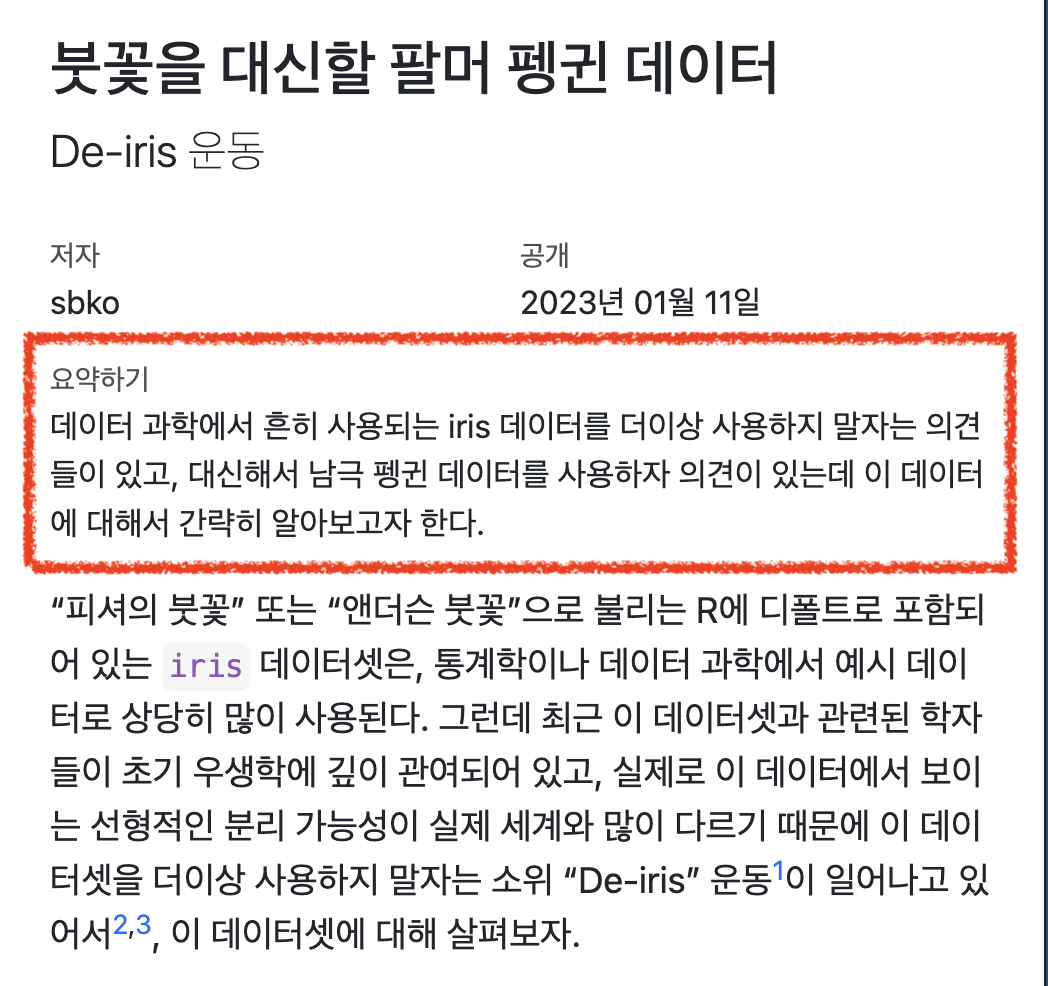 붓꽃을 대신할 팔머 펭귄 데이터
De-iris 운동
저자
sbko
공개
2023년 01월 11일
요약하기
데이터 과학에서 흔히 사용되는 iris 데이터를 더이상 사용하지 말자는 의견
들이 있고, 대신해서 남극 펭귄 데이터를 사용하자 의견이 있는데 이 데이터
에 대해서 간략히 알아보고자 한다.
“피셔의 붓꽃” 또는 “앤더슨 붓꽃”으로 불리는 R에 디폴트로 포함되
어 있는 iris 데이터셋은, 통계학이나 데이터 과학에서 예시 데이
터로 상당히 많이 사용된다. 그런데 최근 이 데이터셋과 관련된 학자
들이 초기 우생학에 깊이 관여되어 있고, 실제로 이 데이터에서 보이
는 선형적인 분리 가능성이 실제 세계와 많이 다르기 때문에 이 데이
터셋을 더이상 사용하지 말자는 소위 “De-iris” 운동1이 일어나고 있
어서2,3, 이 데이터셋에 대해 살펴보자.